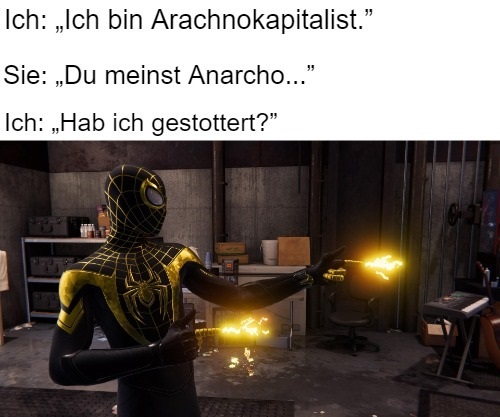 Ich: „Ich bin Arachnokapitalist.”
Sie: „Du meinst Anarcho...”
Ich: „Hab ich gestottert?”